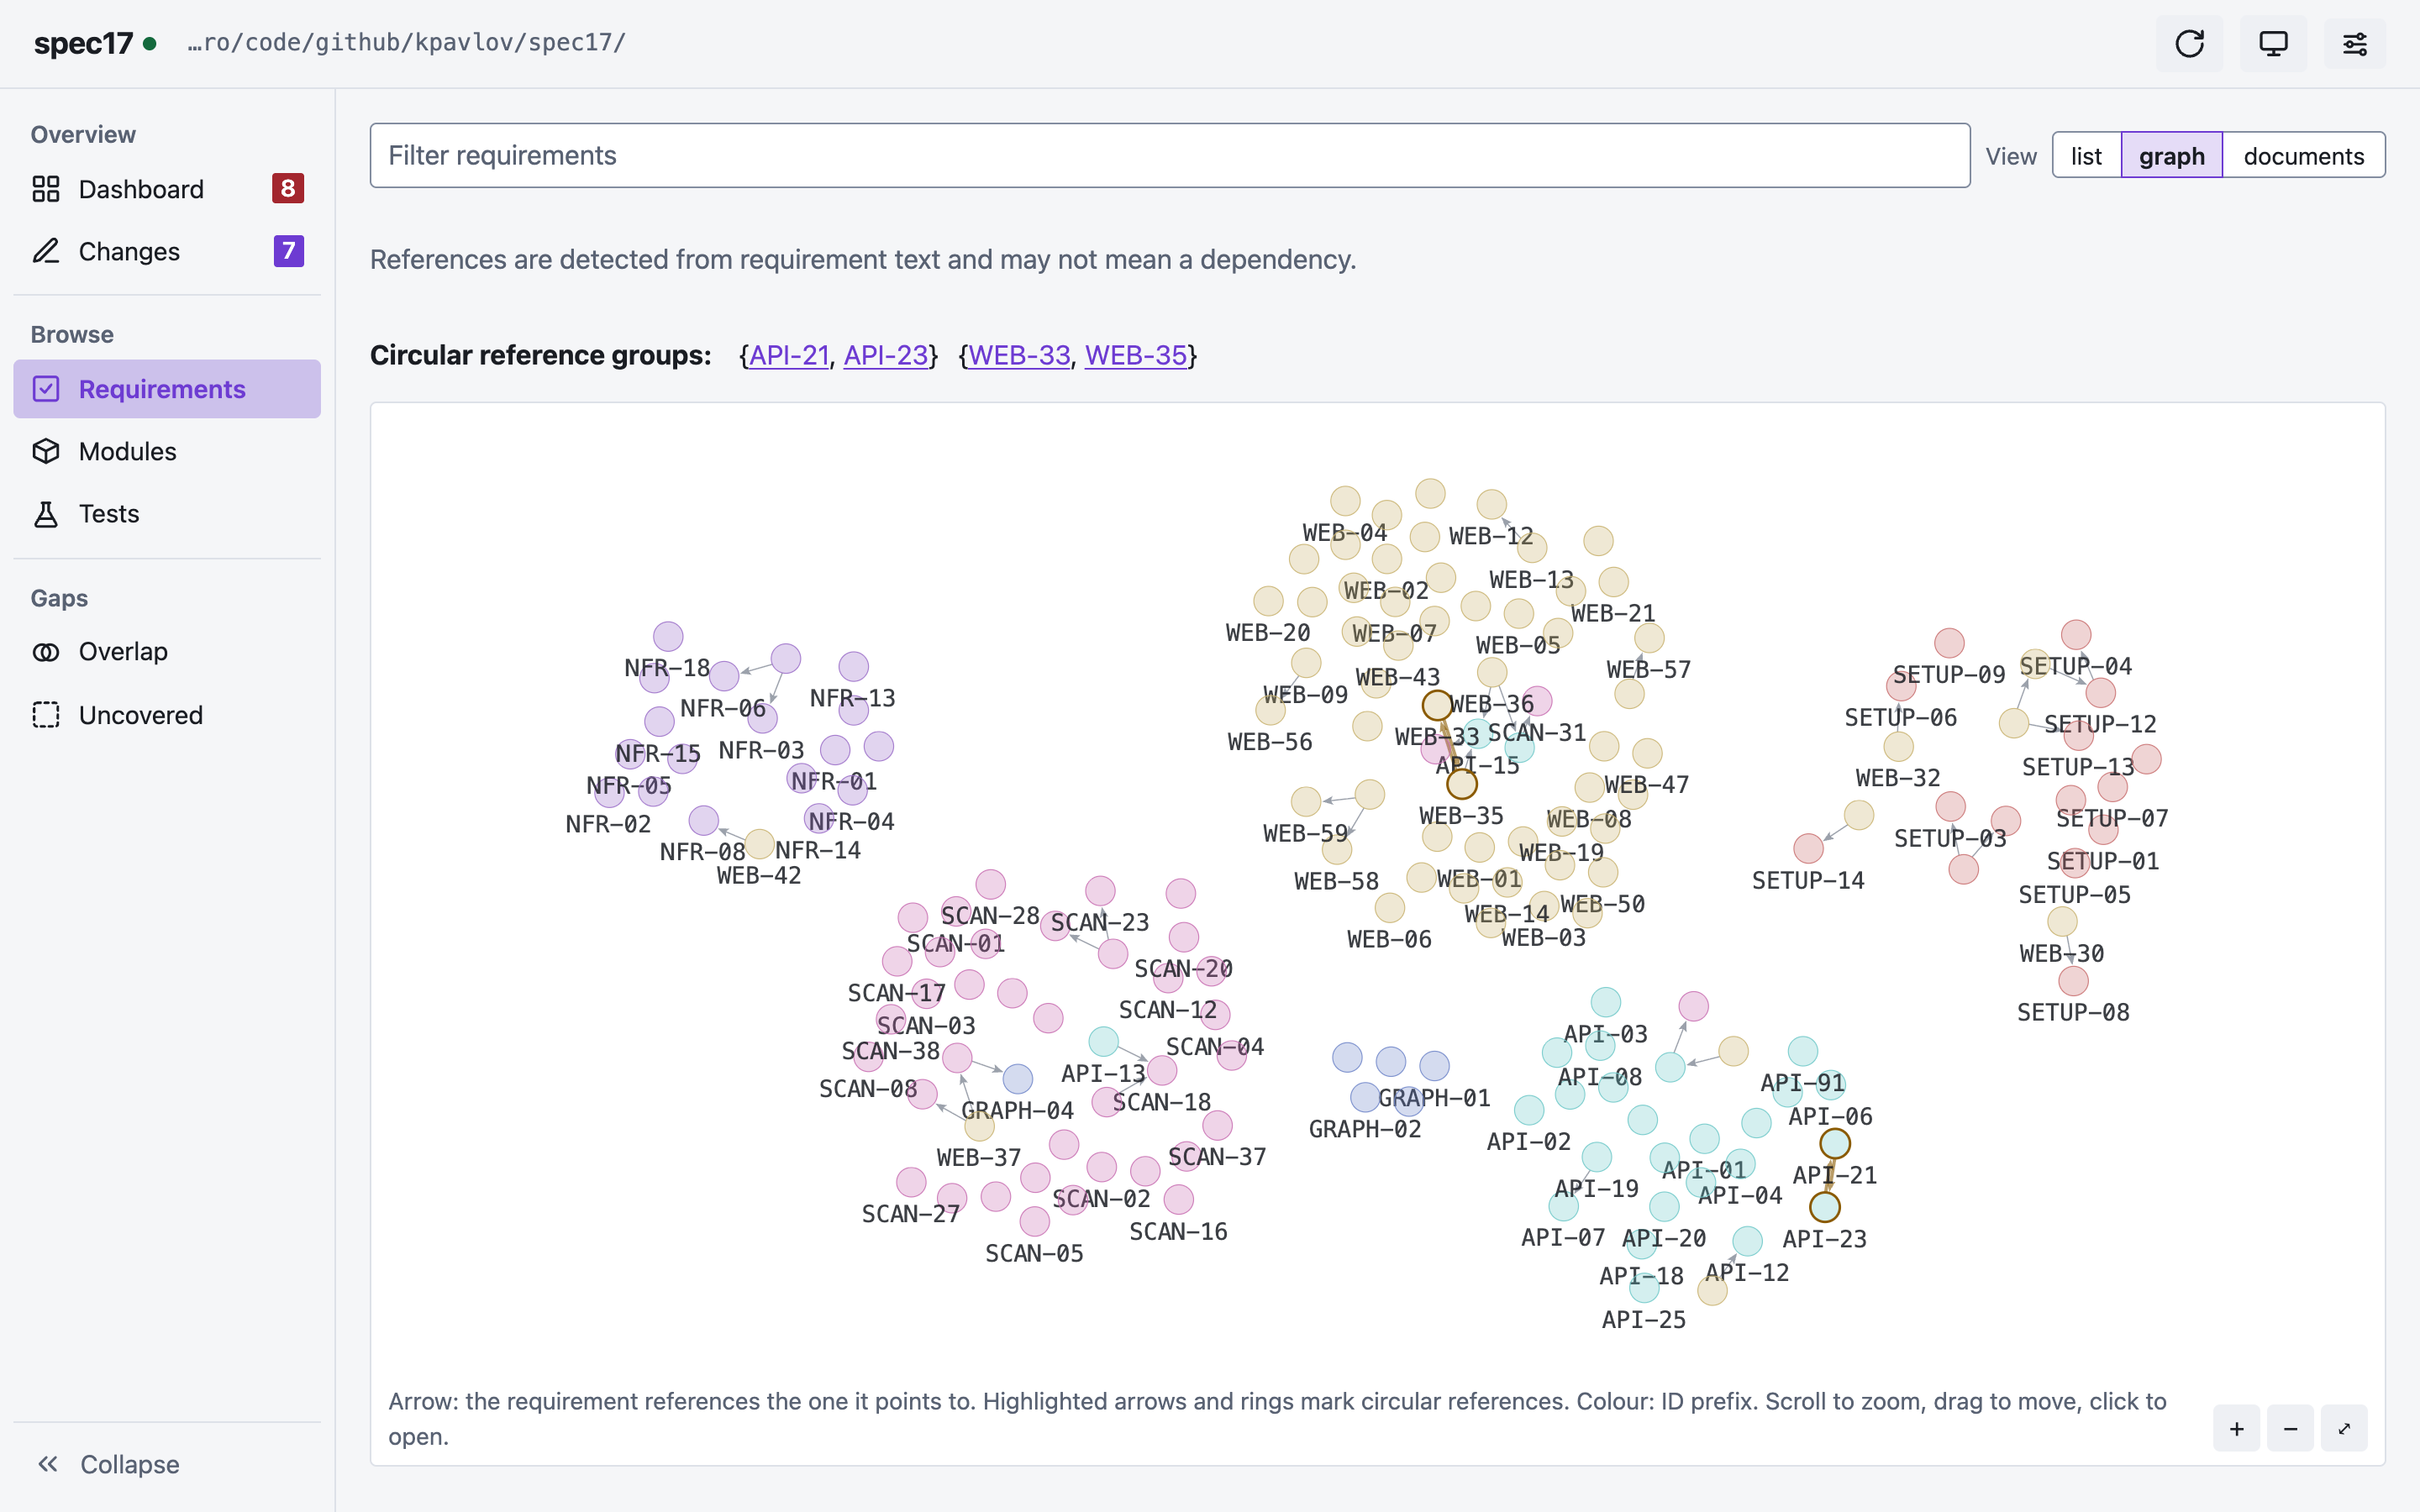 spec17
…ro/code/github/kpavlov/spec17/
Overview
Dashboard 8
Changes 7
Browse
Requirements
Modules
Tests
Gaps
Overlap
Uncovered
Collapse
Filter requirements
View list graph documents
References are detected from requirement text and may not mean a dependency.
Circular reference groups: {API-21, API-23} {WEB-33, WEB-35}
WEB-04
WEB-12
WEB-02
WEB-13
WEB-21
WEB-20
WEB-07
WEB-05
WEB-43
WEB-57
WEB-09
WEB-36
WEB-56
WEB-33
SCAN-31
API-15
WEB-47
WEB-35
WEB-08
WEB-59
WEB-19
WEB-58
WEB-01
WEB-14
WEB-50
WEB-06
WEB-03
NFR-18
NFR-13
NFR-06
NFR-15
NFR-03
NFR-01
NFR-05
NFR-02
NFR-04
NFR-08
NFR-14
WEB-42
SETUP-09
SETUP-04
SETUP-06
SETUP-12
WEB-32
SETUP-13
SETUP-03
SETUP-07
SETUP-14
SETUP-01
SETUP-05
WEB-30
SETUP-08
SCAN-28
SCAN-23
SCAN-01
SCAN-20
SCAN-17
SCAN-12
SCAN-03
SCAN-38
SCAN-04
API-13
SCAN-08
GRAPH-04
SCAN-18
WEB-37
SCAN-37
SCAN-02
SCAN-27
SCAN-16
SCAN-05
GRAPH-01
GRAPH-02
API-03
API-08
API-91
API-06
API-02
API-01
API-21
API-19
API-04
API-07
API-20
API-23
API-18
API-12
API-25
Arrow: the requirement references the one it points to. Highlighted arrows and rings mark circular references. Colour: ID prefix. Scroll to zoom, drag to move, click to
open.